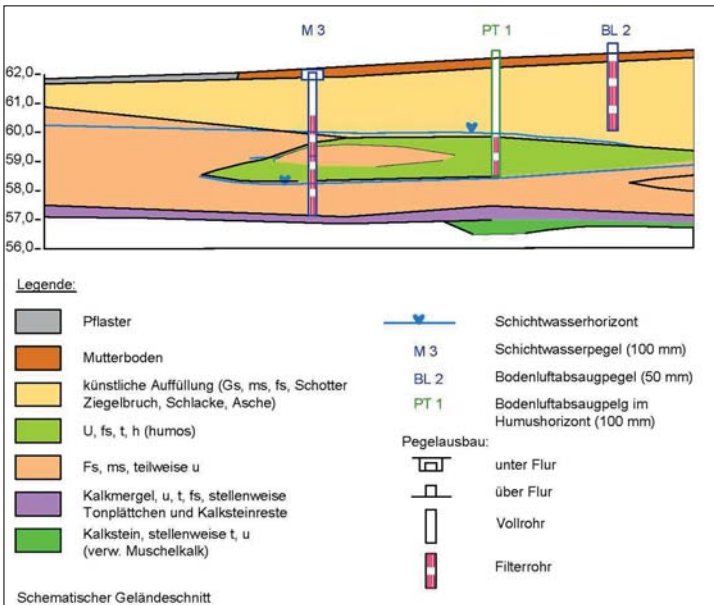 M 3
PT 1
BL 2
62,0
61,0
60,0
59,0
58,0
57,0
56,0
Legende:
Pflaster
Mutterboden
künstliche Auffüllung (Gs, ms, fs, Schotter
Ziegelbruch, Schlacke, Asche)
U, fs, t, h (humos)
Fs, ms, teilweise u
Kalkmergel, u, t, fs, stellenweise
Tonplättchen und Kalksteinreste
Kalkstein, stellenweise t, u
(verw. Muschelkalk)
Schichtwasserhorizont
M 3
Schichtwasserpegel (100 mm)
BL 2
Bodenluftabsaugpegel (50 mm)
PT 1
Bodenluftabsaugpelg im
Humushorizont (100 mm)
Pegelausbau:
unter Flur
über Flur
Vollrohr
Filterrohr
Schematischer Geländeschnitt